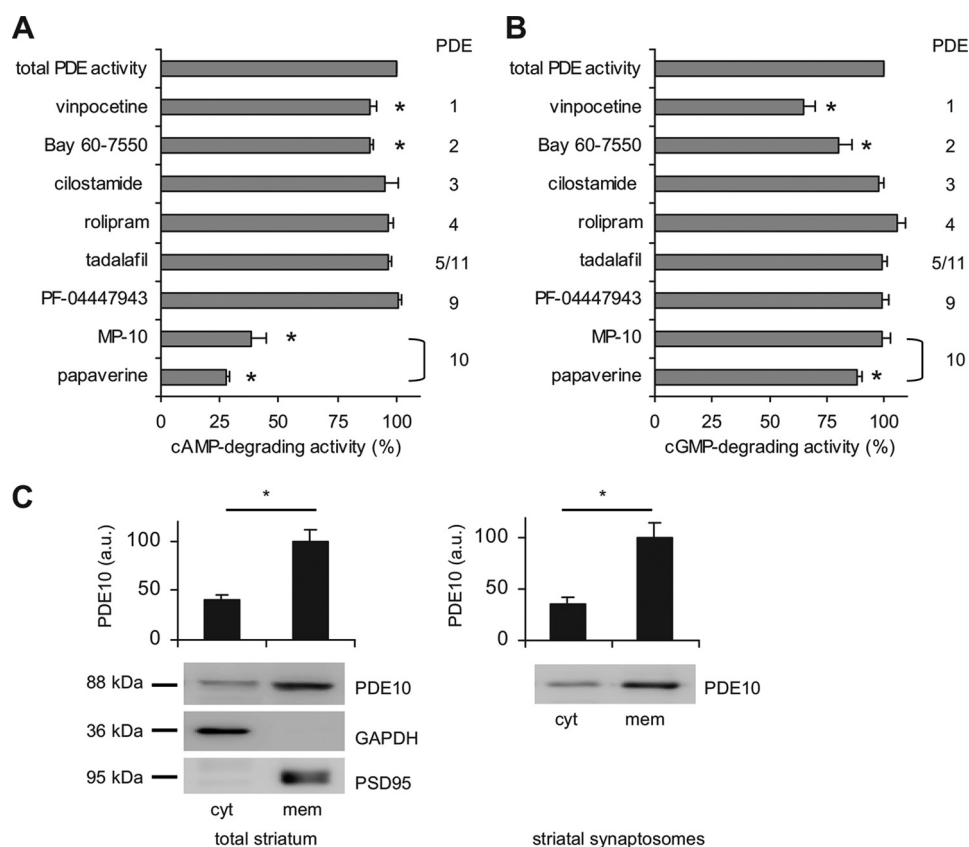 A
PDE
total PDE activity
vinpocetine * 1
Bay 60-7550 * 2
cilostamide 3
rolipram 4
tadalafil 5/11
PF-04447943 9
MP-10 *
10
papaverine *
0 25 50 75 100
cAMP-degrading activity (%)
B
PDE
total PDE activity
vinpocetine * 1
Bay 60-7550 * 2
cilostamide 3
rolipram 4
tadalafil 5/11
PF-04447943 9
MP-10
10
papaverine *
0 25 50 75 100
cGMP-degrading activity (%)
C
*
PDE10 (a.u.)
100
50
0
88 kDa PDE10
36 kDa GAPDH
95 kDa PSD95
cyt mem
total striatum
*
PDE10 (a.u.)
100
50
0
PDE10
cyt mem
striatal synaptosomes